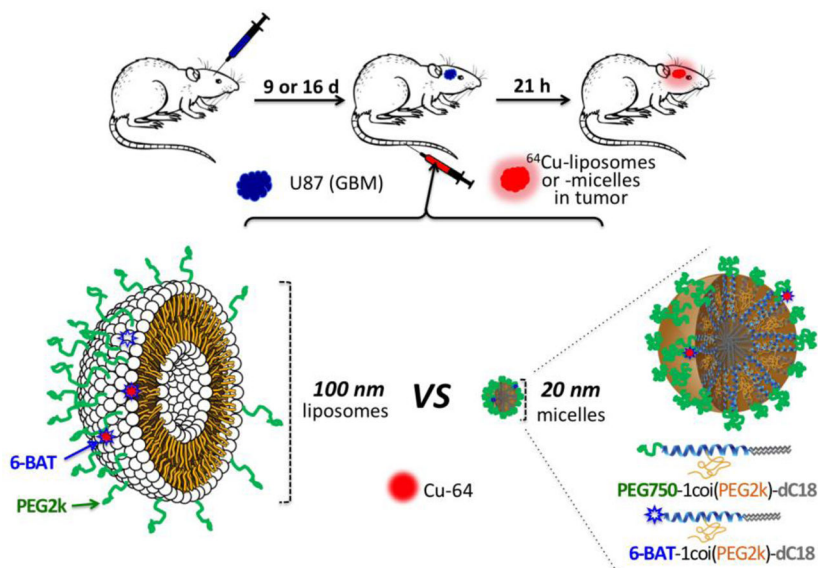 9 or 16 d
21 h
U87 (GBM)
64Cu-liposomes
or -micelles
in tumor
100 nm
liposomes
VS
20 nm
micelles
6-BAT
PEG2k
Cu-64
PEG750-1coi(PEG2k)-dC18
6-BAT-1coi(PEG2k)-dC18